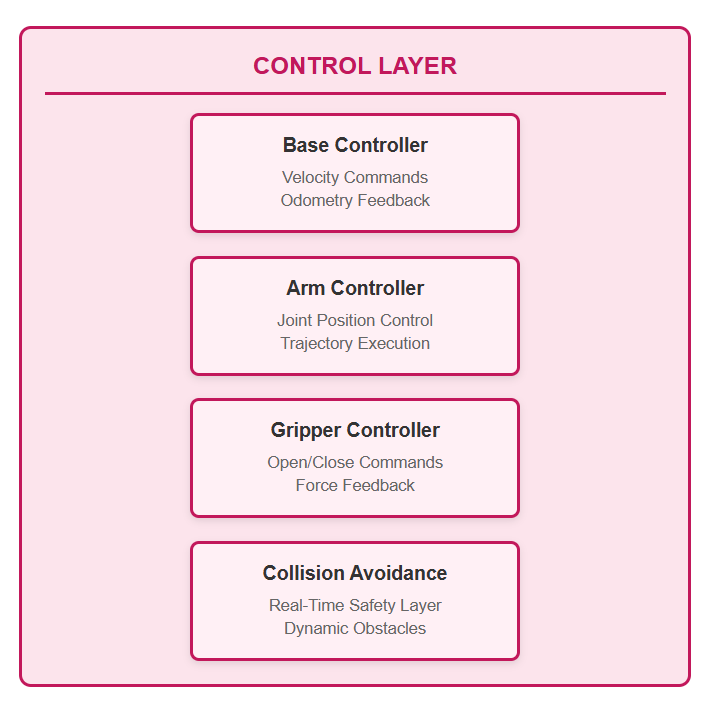 CONTROL LAYER
Base Controller
Velocity Commands
Odometry Feedback
Arm Controller
Joint Position Control
Trajectory Execution
Gripper Controller
Open/Close Commands
Force Feedback
Collision Avoidance
Real-Time Safety Layer
Dynamic Obstacles